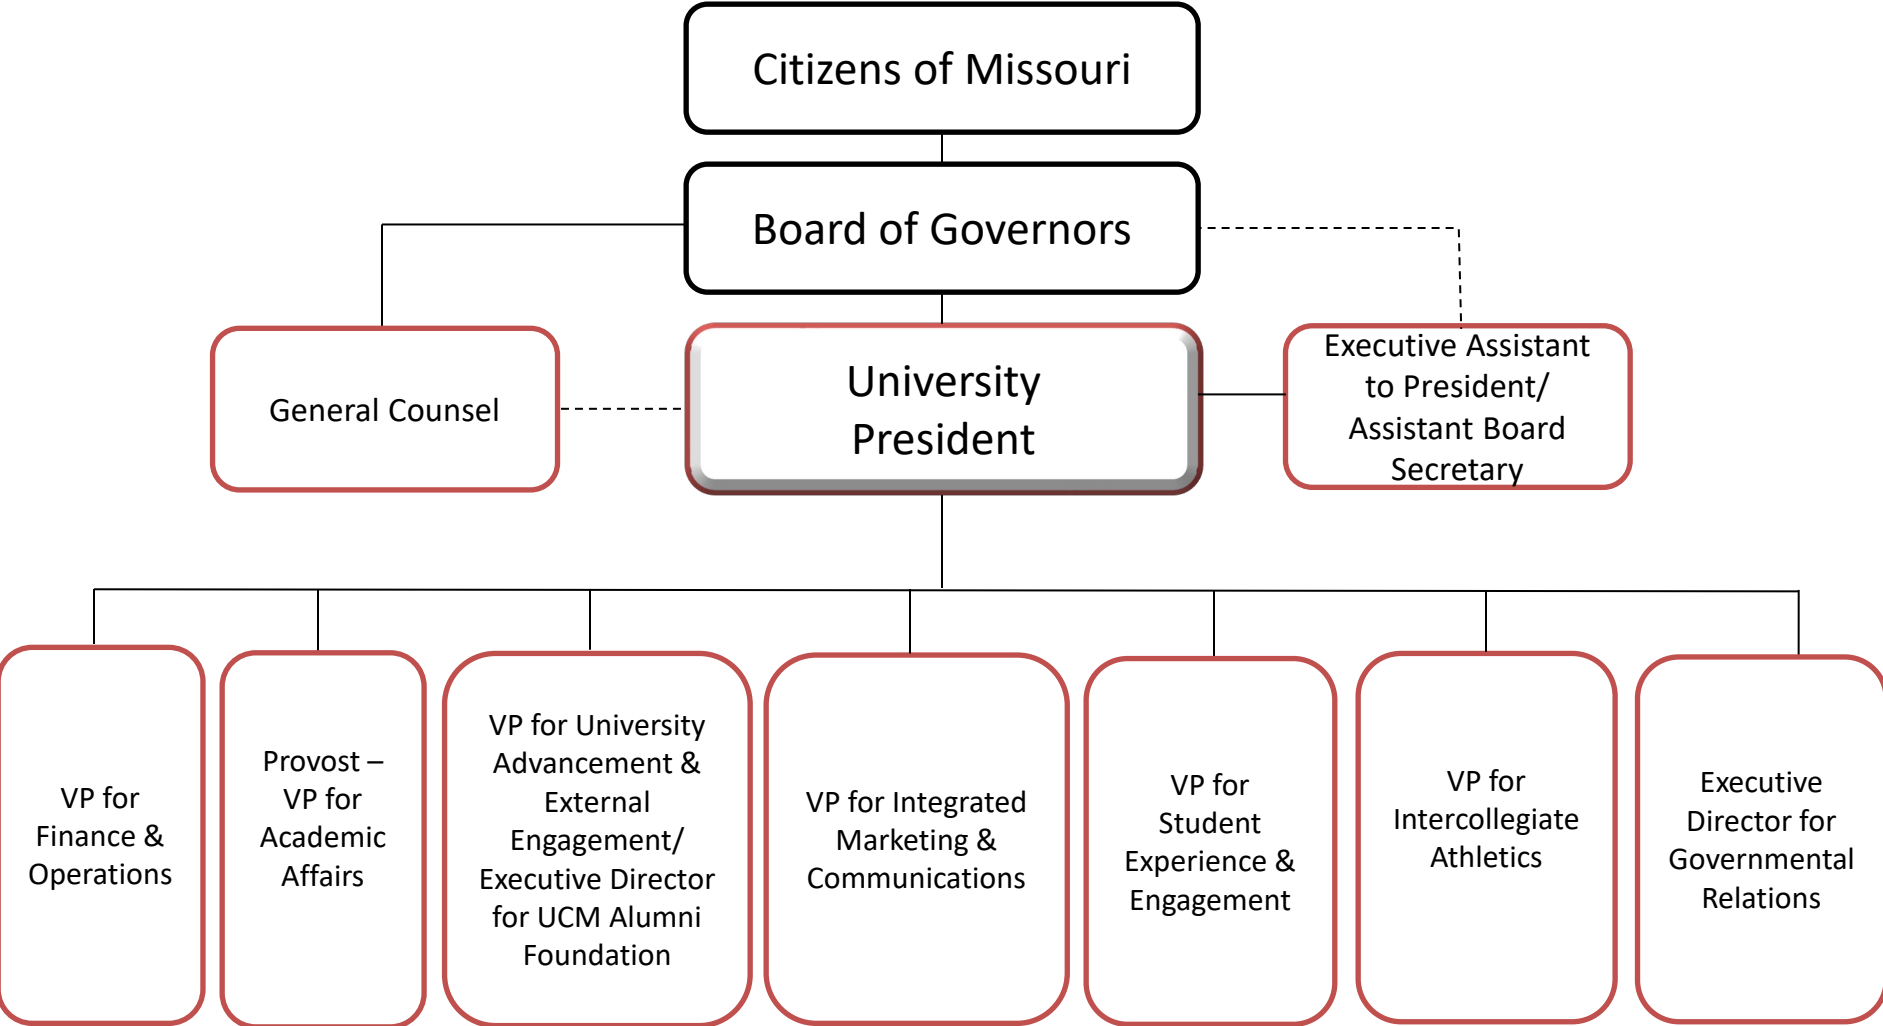 Citizens of Missouri
Board of Governors
General Counsel
University
President
Executive Assistant
to President/
Assistant Board
Secretary
VP for
Finance &
Operations
Provost –
VP for
Academic
Affairs
VP for University
Advancement &
External
Engagement/
Executive Director
for UCM Alumni
Foundation
VP for Integrated
Marketing &
Communications
VP for
Student
Experience &
Engagement
VP for
Intercollegiate
Athletics
Executive
Director for
Governmental
Relations